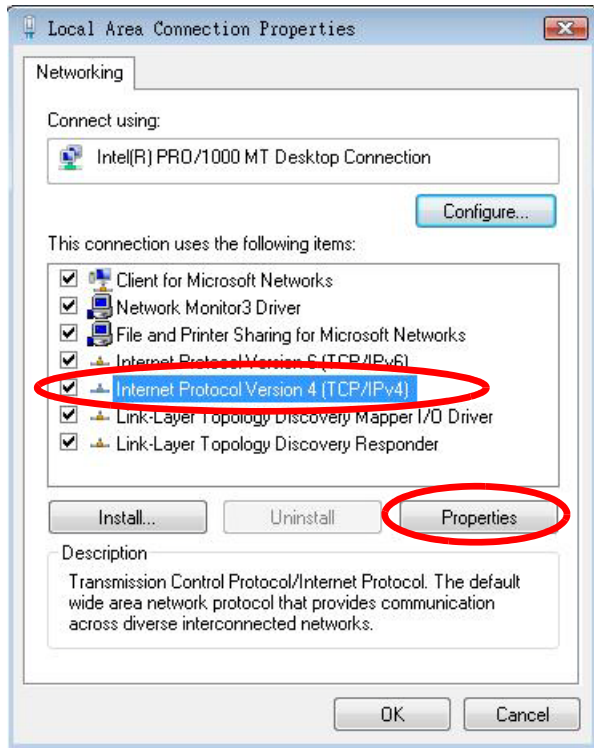 Local Area Connection Properties
Networking
Connect using:
Intel(R) PRO/1000 MT Desktop Connection
Configure...
This connection uses the following items:
Client for Microsoft Networks
Network Monitor3 Driver
File and Printer Sharing for Microsoft Networks
Internet Protocol Version 6 (TCP/IPv6)
Internet Protocol Version 4 (TCP/IPv4)
Link-Layer Topology Discovery Mapper I/O Driver
Link-Layer Topology Discovery Responder
Install...
Uninstall
Properties
Description
Transmission Control Protocol/Internet Protocol. The default
wide area network protocol that provides communication
across diverse interconnected networks.
OK
Cancel